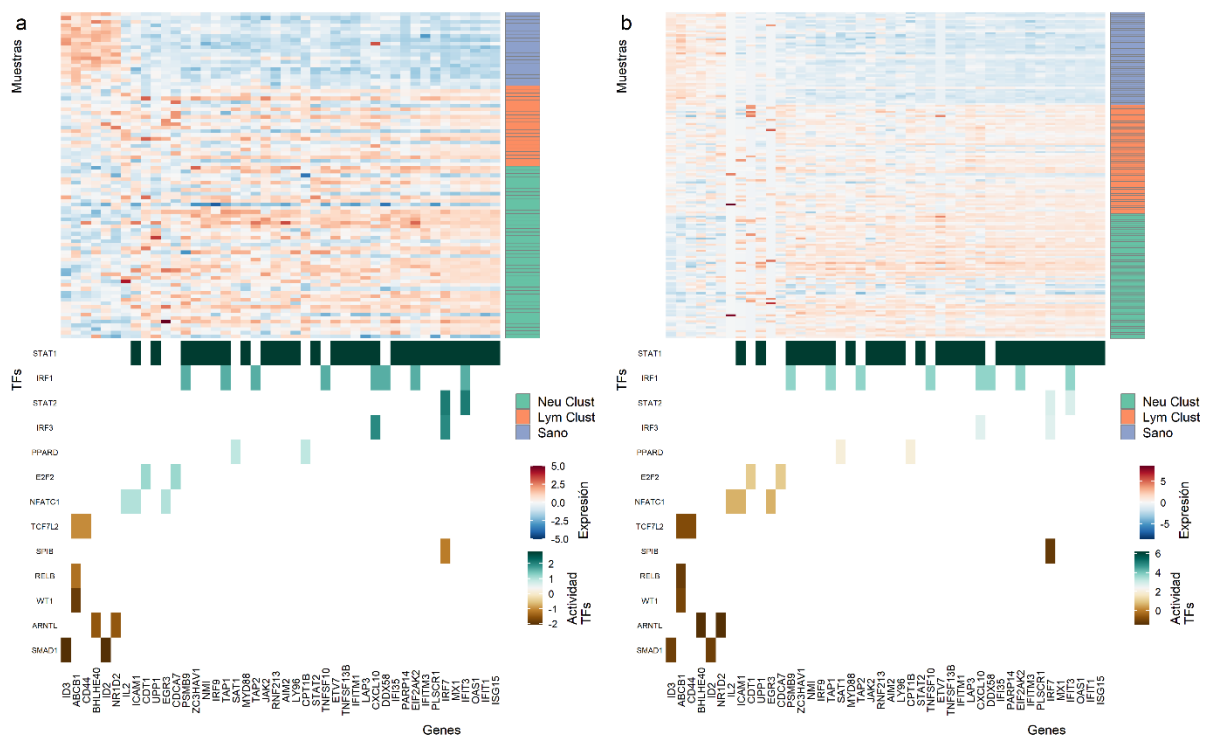 a
Muestras
STAT1
IRF1
STAT2
IRF3
PPARD
E2F2
NFATC1
TCF7L2
SPIB
RELB
WT1
ARNTL
SMAD1
TFs
Neu Clust
Lym Clust
Sano
5.0
2.5
0.0
-2.5
-5.0
Expresión
2
1
0
-1
-2
Actividad
TFs
ID3
ABCB1
CD44
BHLHE40
ID2
NR1D2
IL2
ICAM1
CDT1
UPP1
EGR3
CDCA7
PSMB9
ZC3HAV1
NMI
IRF9
TAP1
SAT1
MYD88
TAP2
JAK2
RNF213
AIM2
LY96
CPT1B
STAT2
TNFSF10
ETV7
TNFSF13B
IFITM1
LAP3
CXCL10
DDX58
IFI35
PARP14
EIF2AK2
IFITM3
PLSCR1
IRF7
MX1
IFIT3
OAS1
IFIT1
ISG15
Genes
b
Muestras
STAT1
IRF1
STAT2
IRF3
PPARD
E2F2
NFATC1
TCF7L2
SPIB
RELB
WT1
ARNTL
SMAD1
TFs
Neu Clust
Lym Clust
Sano
5
0
-5
Expresión
6
4
2
0
Actividad
TFs
ID3
ABCB1
CD44
BHLHE40
ID2
NR1D2
IL2
ICAM1
CDT1
UPP1
EGR3
CDCA7
PSMB9
ZC3HAV1
NMI
IRF9
TAP1
SAT1
MYD88
TAP2
JAK2
RNF213
AIM2
LY96
CPT1B
STAT2
TNFSF10
ETV7
TNFSF13B
IFITM1
LAP3
CXCL10
DDX58
IFI35
PARP14
EIF2AK2
IFITM3
PLSCR1
IRF7
MX1
IFIT3
OAS1
IFIT1
ISG15
Genes